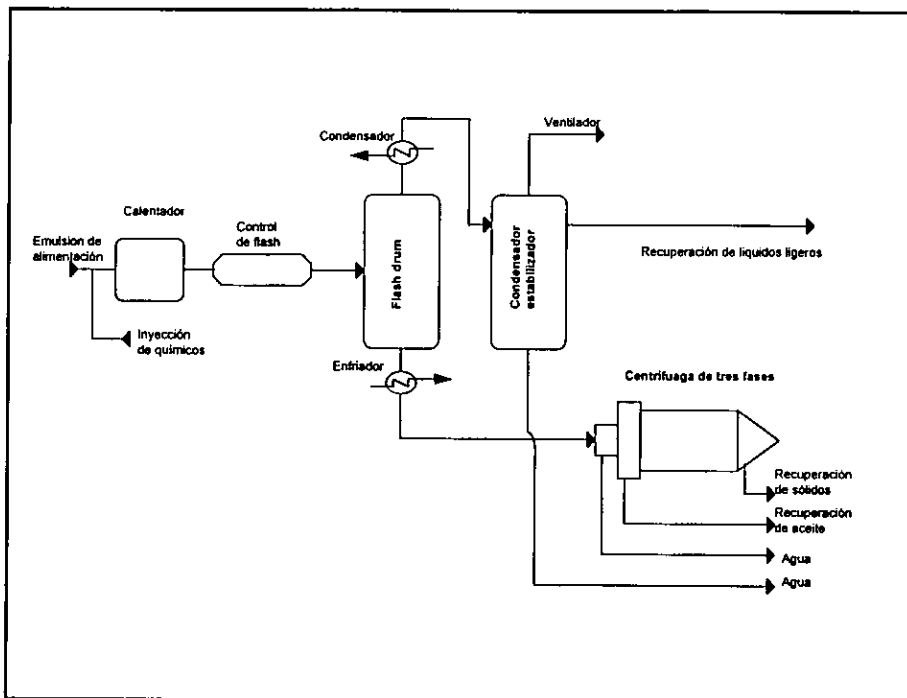 Ventilador
Condensador
Calentador
Control
de flash
Emulsion de
alimentación
Flash drum
Condensador
estabilizador
Recuperación de liquidos ligeros
Inyección
de químicos
Enfriador
Centrifuaga de tres fases
Recuperación
de sólidos
Recuperación
de aceite
Agua
Agua